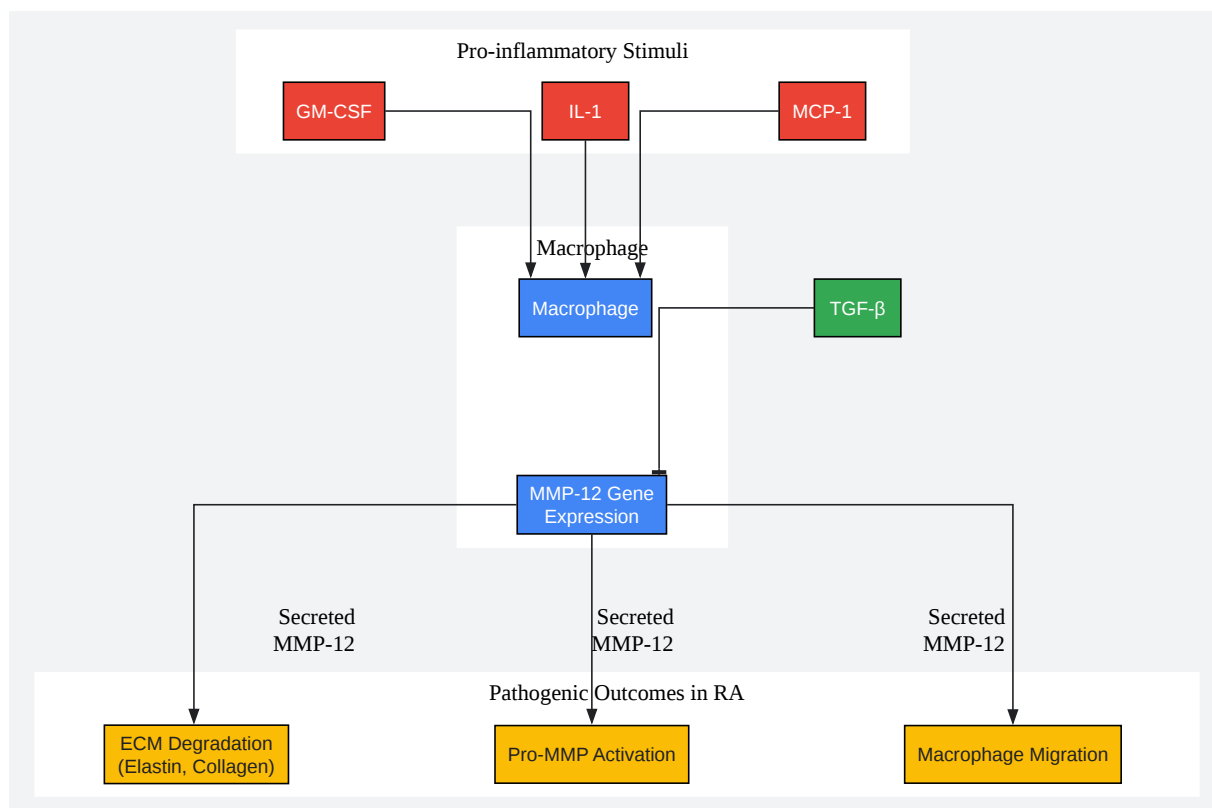 Pro-inflammatory Stimuli
GM-CSF
IL-1
MCP-1
Macrophage
Macrophage
TGF-β
MMP-12 Gene
Expression
Secreted
MMP-12
Secreted
MMP-12
Secreted
MMP-12
Pathogenic Outcomes in RA
ECM Degradation
(Elastin, Collagen)
Pro-MMP Activation
Macrophage Migration